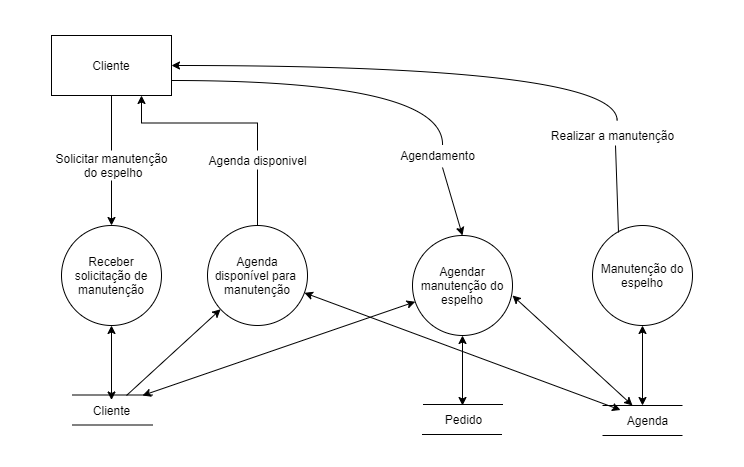 Cliente
Realizar a manutenção
Solicitar manutenção
do espelho
Agenda disponivel
Agendamento
Receber
solicitação de
manutenção
Agenda
disponível para
manutenção
Agendar
manutenção do
espelho
Manutenção do
espelho
Cliente
Pedido
Agenda